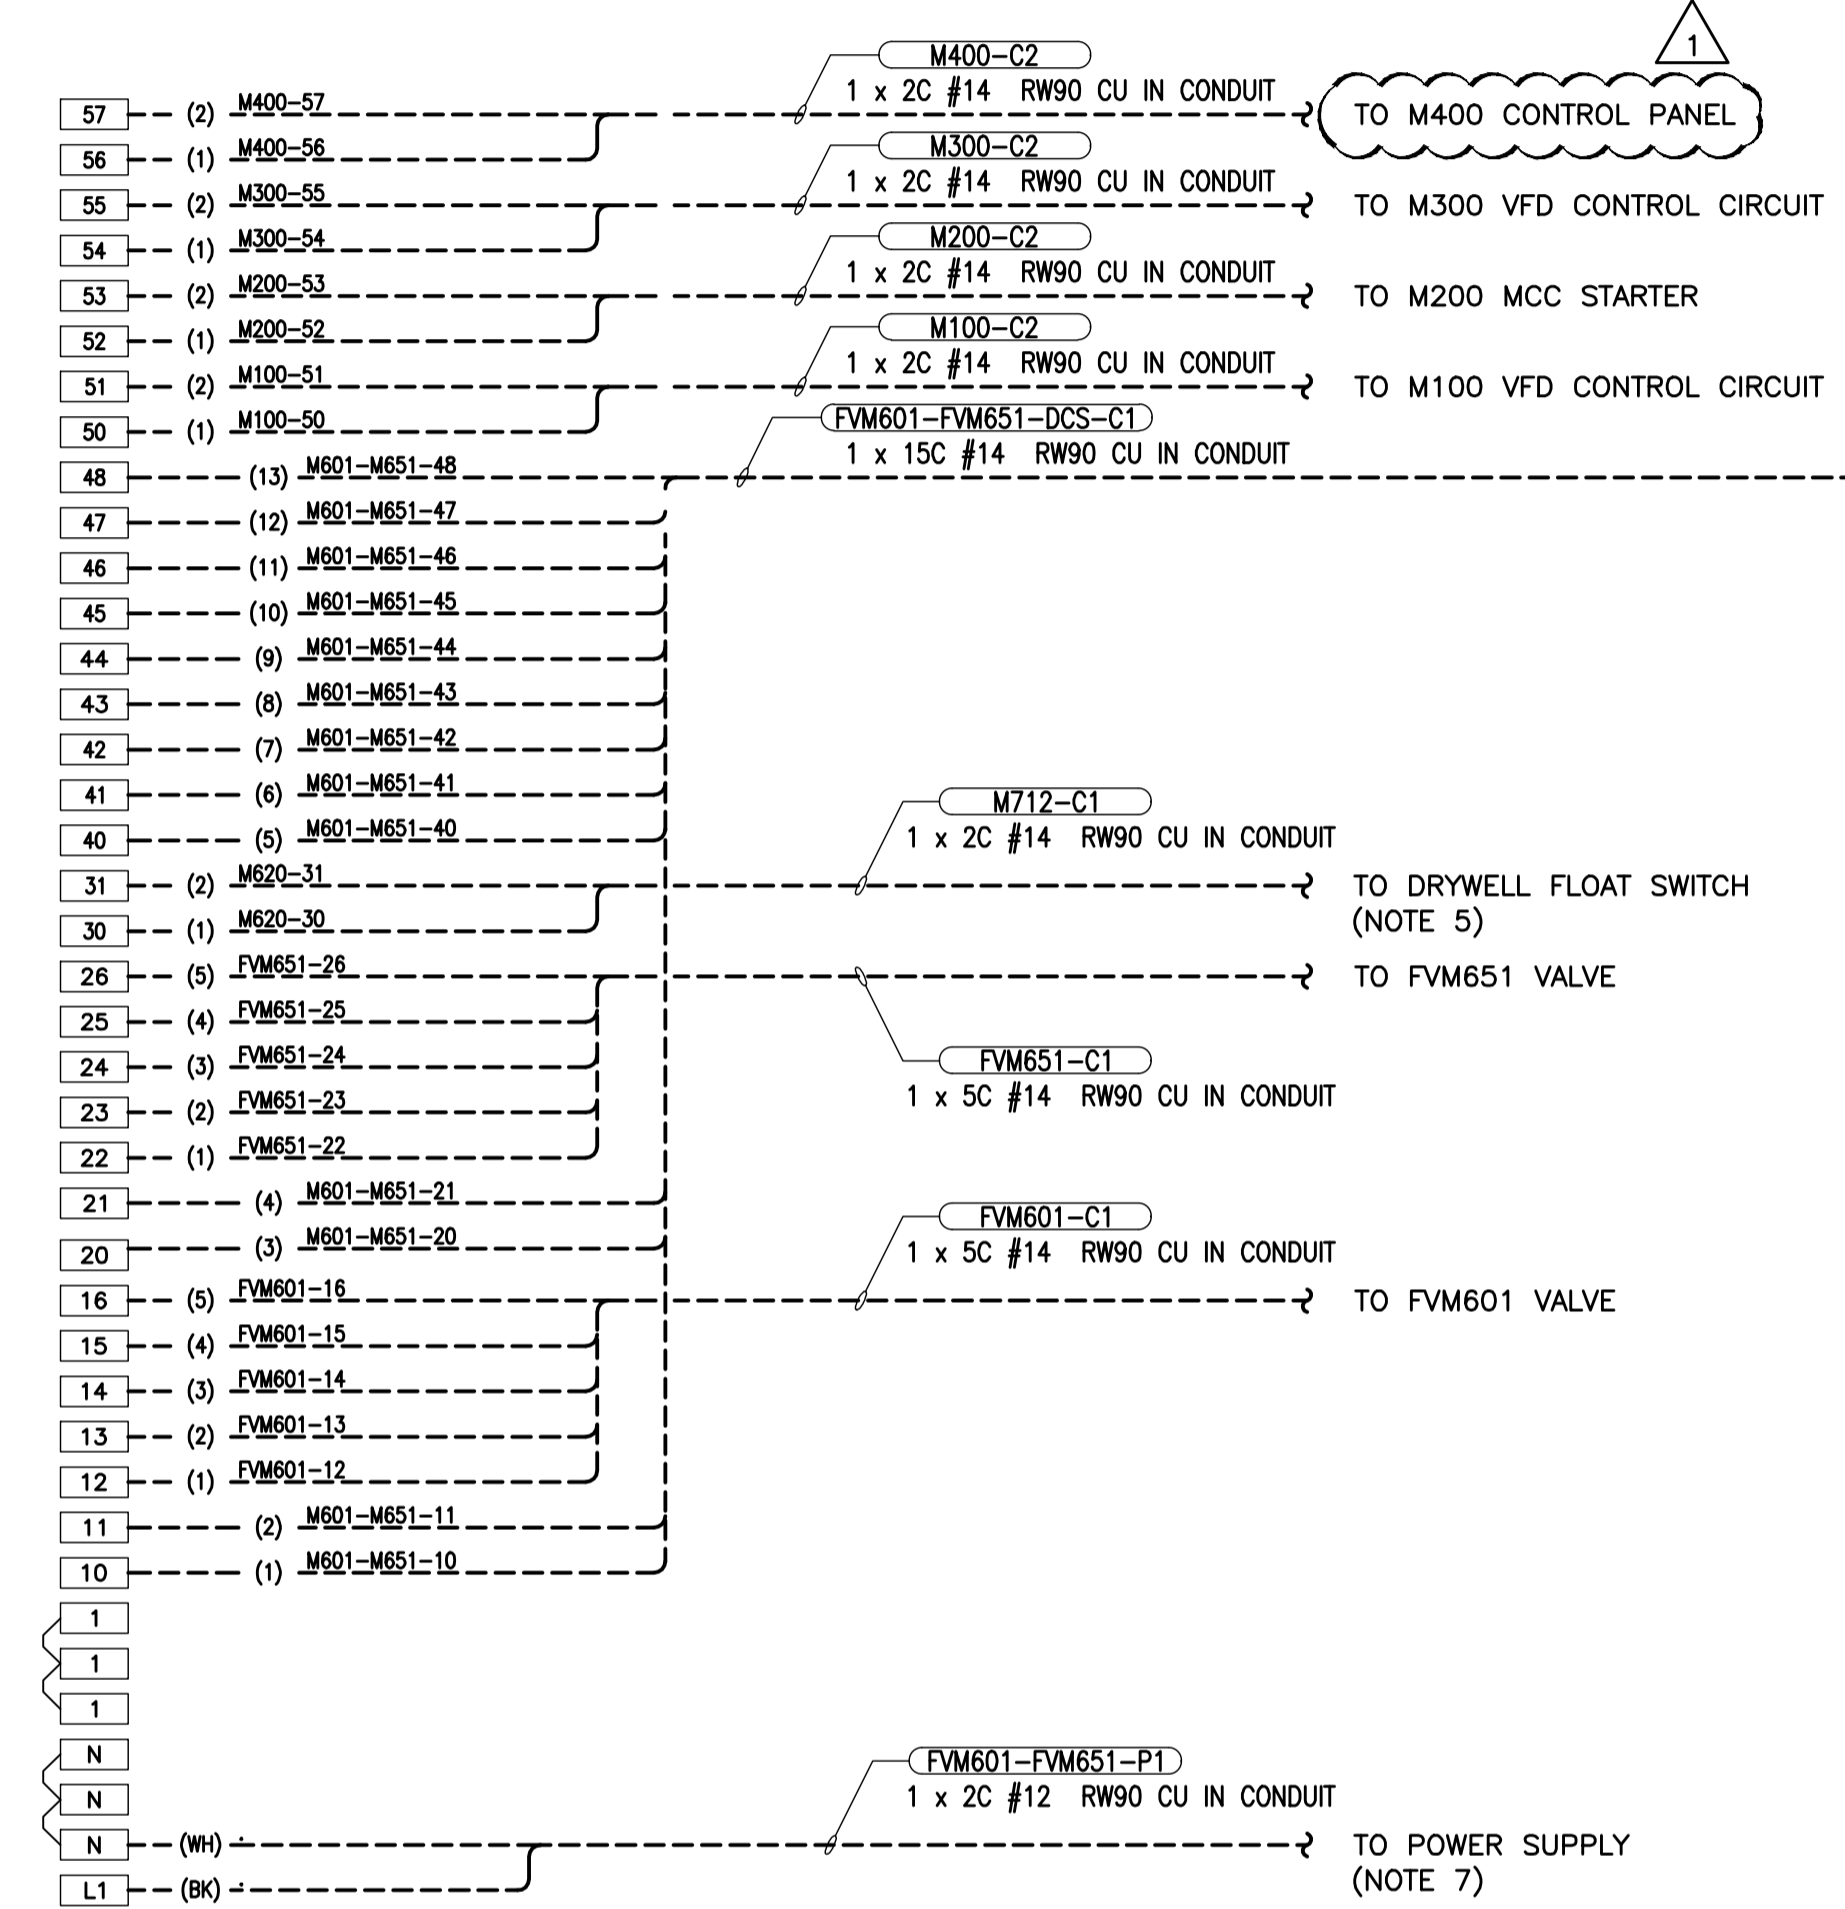 1
M400-C2
1 x 2C #14 RW90 CU IN CONDUIT
57 (2) M400-57 TO M400 CONTROL PANEL
56 (1) M400-56
M300-C2
1 x 2C #14 RW90 CU IN CONDUIT
55 (2) M300-55 TO M300 VFD CONTROL CIRCUIT
54 (1) M300-54
M200-C2
1 x 2C #14 RW90 CU IN CONDUIT
53 (2) M200-53 TO M200 MCC STARTER
52 (1) M200-52
M100-C2
1 x 2C #14 RW90 CU IN CONDUIT
51 (2) M100-51 TO M100 VFD CONTROL CIRCUIT
50 (1) M100-50
FVM601-FVM651-DCS-C1
1 x 15C #14 RW90 CU IN CONDUIT
48 (13) M601-M651-48
47 (12) M601-M651-47
46 (11) M601-M651-46
45 (10) M601-M651-45
44 (9) M601-M651-44
43 (8) M601-M651-43
42 (7) M601-M651-42
41 (6) M601-M651-41
40 (5) M601-M651-40
M712-C1
1 x 2C #14 RW90 CU IN CONDUIT
31 (2) M620-31 TO DRYWELL FLOAT SWITCH
(NOTE 5)
30 (1) M620-30
26 (5) FVM651-26 TO FVM651 VALVE
25 (4) FVM651-25
24 (3) FVM651-24
FVM651-C1
1 x 5C #14 RW90 CU IN CONDUIT
23 (2) FVM651-23
22 (1) FVM651-22
21 (4) M601-M651-21
20 (3) M601-M651-20
FVM601-C1
1 x 5C #14 RW90 CU IN CONDUIT
16 (5) FVM601-16 TO FVM601 VALVE
15 (4) FVM601-15
14 (3) FVM601-14
13 (2) FVM601-13
12 (1) FVM601-12
11 (2) M601-M651-11
10 (1) M601-M651-10
1
1
1
N
N
FVM601-FVM651-P1
1 x 2C #12 RW90 CU IN CONDUIT
N (WH) TO POWER SUPPLY
(NOTE 7)
L1 (BK)